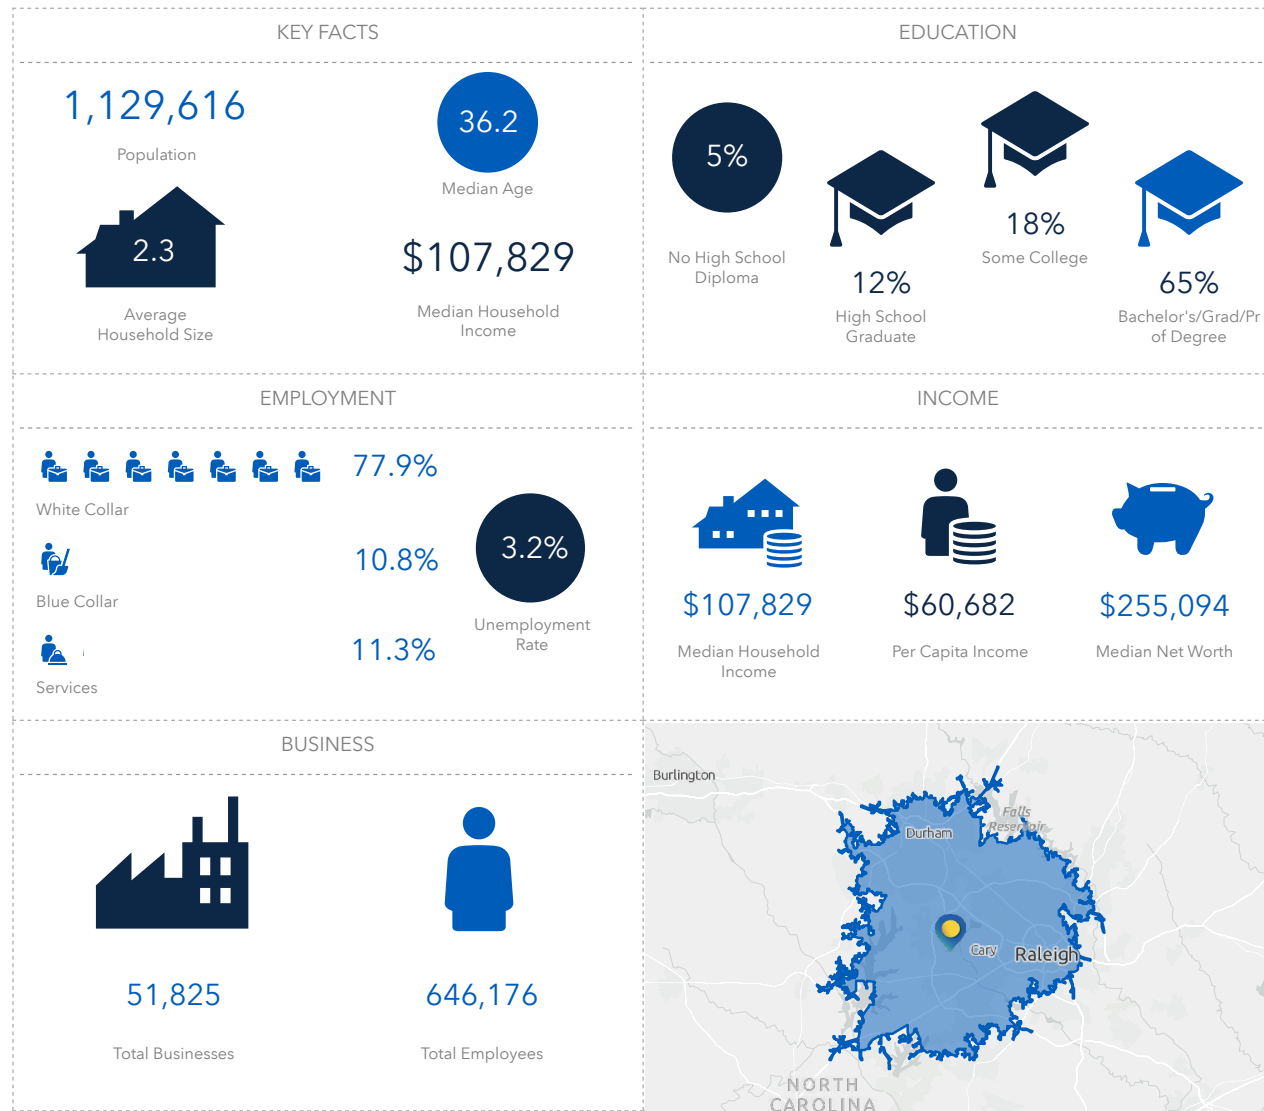 KEY FACTS
1,129,616
Population
36.2
Median Age
2.3
Average
Household Size
$107,829
Median Household
Income
EDUCATION
5%
No High School
Diploma
12%
High School
Graduate
18%
Some College
65%
Bachelor's/Grad/Pr
of Degree
EMPLOYMENT
77.9%
White Collar
10.8%
Blue Collar
11.3%
Services
3.2%
Unemployment
Rate
INCOME
$107,829
Median Household
Income
$60,682
Per Capita Income
$255,094
Median Net Worth
BUSINESS
51,825
Total Businesses
646,176
Total Employees
Burlington
Falls
Reservoir
Durham
Cary
Raleigh
NORTH
CAROLINA